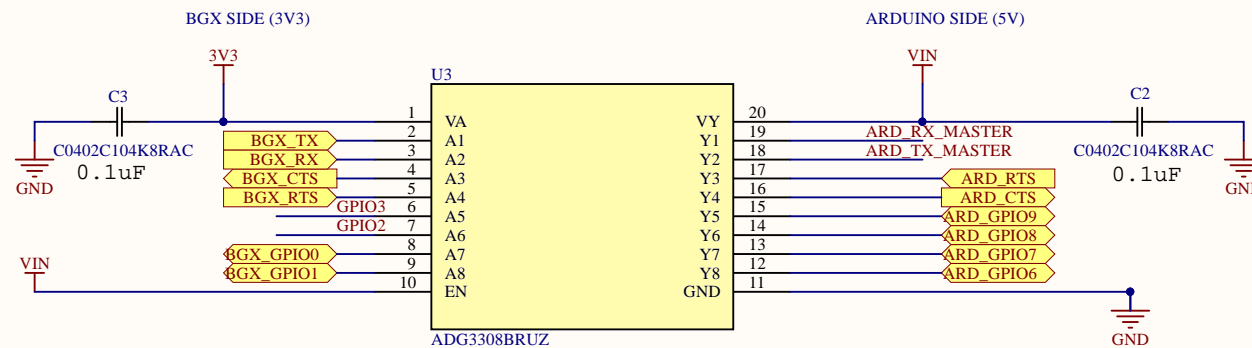 BGX SIDE (3V3)
ARDUINO SIDE (5V)
3V3
VIN
U3
C3
C2
1 VA VY 20
BGX_TX 2 A1 Y1 19 ARD_RX_MASTER
BGX_RX 3 A2 Y2 18 ARD_TX_MASTER
C0402C104K8RAC
C0402C104K8RAC
BGX_CTS 4 A3 Y3 17 ARD_RTS
0.1uF
0.1uF
GND
GND
BGX_RTS 5 A4 Y4 16 ARD_CTS
GPIO3 6 A5 Y5 15 ARD_GPIO9
GPIO2 7 A6 Y6 14 ARD_GPIO8
BGX_GPIO0 8 A7 Y7 13 ARD_GPIO7
VIN
BGX_GPIO1 9 A8 Y8 12 ARD_GPIO6
10 EN GND 11
GND
ADG3308BRUZ